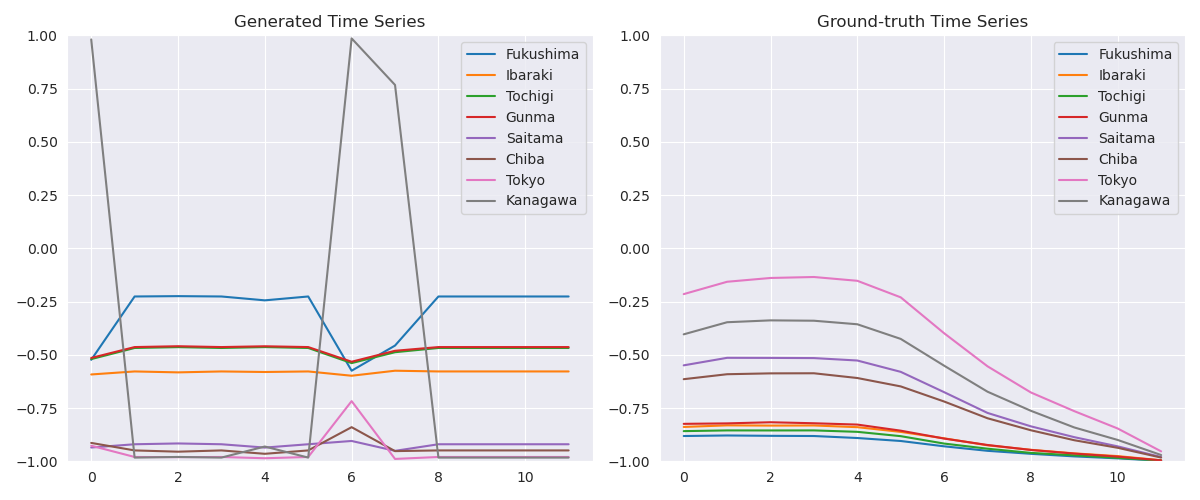 Generated Time Series
1.00
0.75
0.50
0.25
0.00
−0.25
−0.50
−0.75
−1.00
0 2 4 6 8 10
Fukushima
Ibaraki
Tochigi
Gunma
Saitama
Chiba
Tokyo
Kanagawa
Ground-truth Time Series
1.00
0.75
0.50
0.25
0.00
−0.25
−0.50
−0.75
−1.00
0 2 4 6 8 10
Fukushima
Ibaraki
Tochigi
Gunma
Saitama
Chiba
Tokyo
Kanagawa